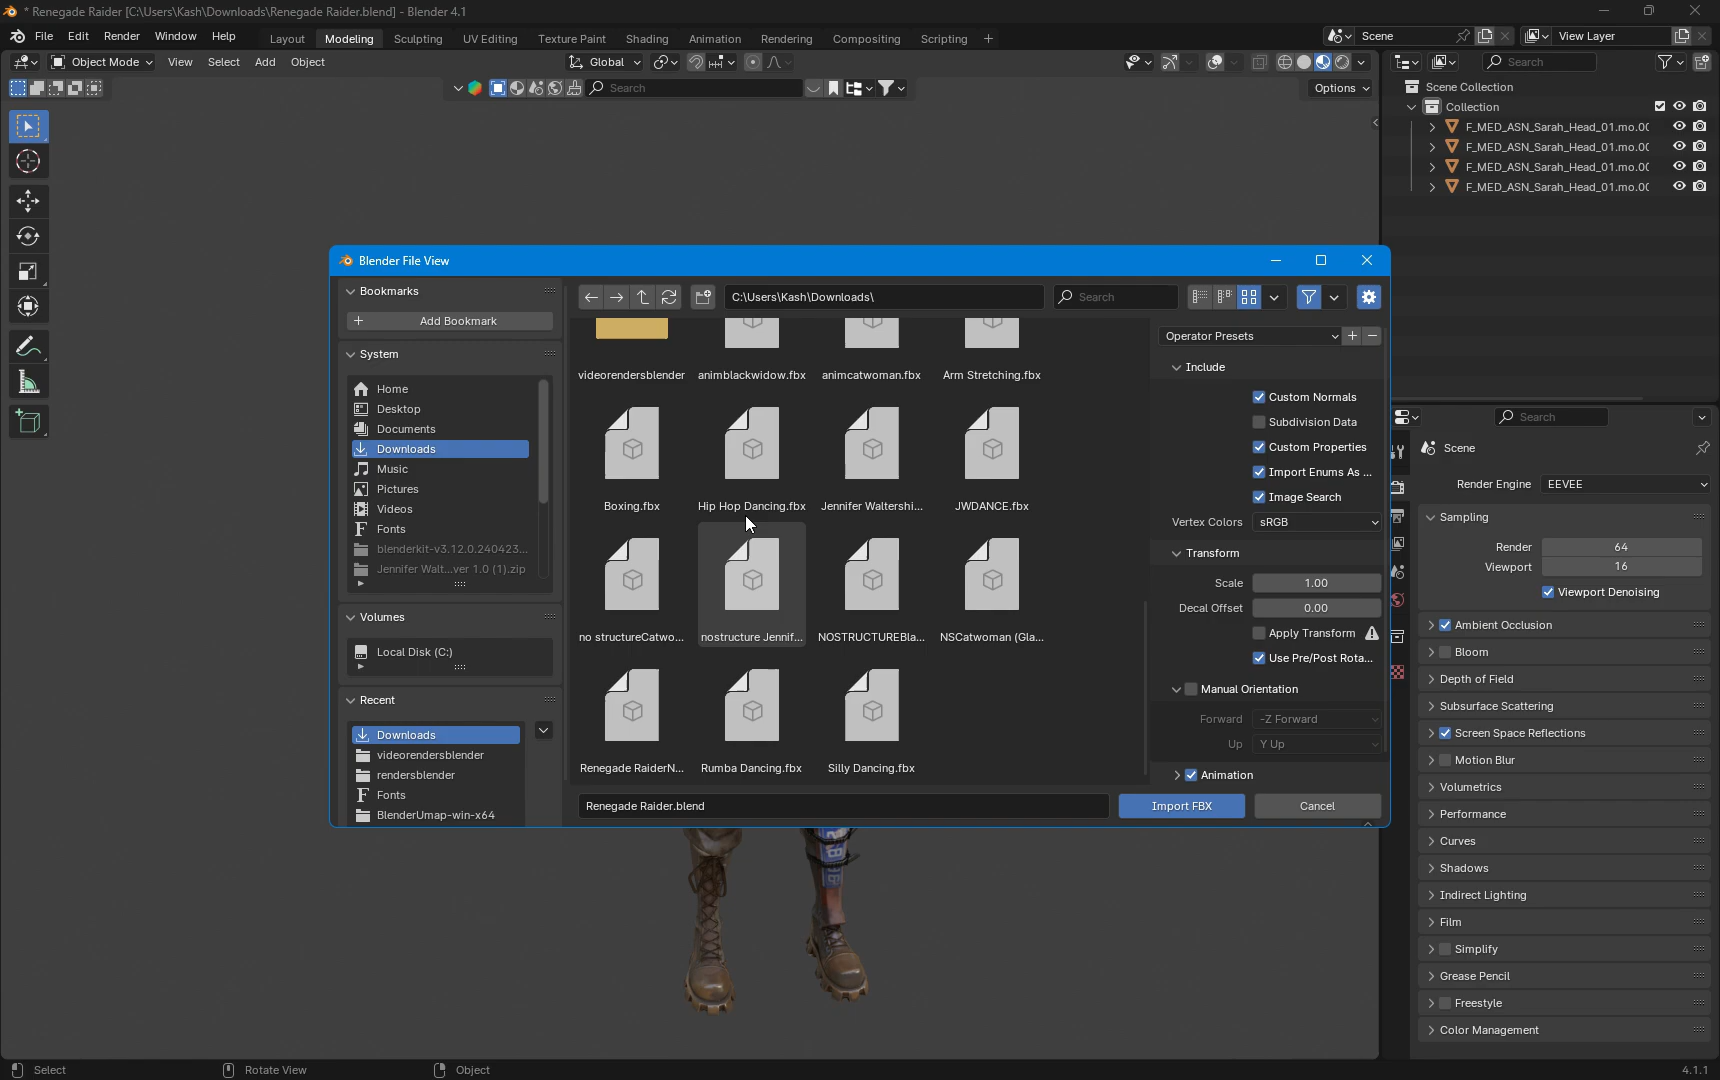 * Renegade Raider [C:\Users\Kash\Downloads\Renegade Raider.blend] - Blender 4.1
File Edit Render Window Help Layout Modeling Sculpting UV Editing Texture Paint Shading Animation Rendering Compositing Scripting + Scene View Layer
Object Mode View Select Add Object Global Search
Search Options
Scene Collection
Collection
F_MED_ASN_Sarah_Head_01.mo.00
F_MED_ASN_Sarah_Head_01.mo.00
F_MED_ASN_Sarah_Head_01.mo.00
F_MED_ASN_Sarah_Head_01.mo.00
Blender File View
Bookmarks
Add Bookmark
System
Home
Desktop
Documents
Downloads
Music
Pictures
Videos
Fonts
blenderkit-v3.12.0.240423...
Jennifer Walt...ver 1.0 (1).zip
Volumes
Local Disk (C:)
Recent
Downloads
videorendersblender
rendersblender
Fonts
BlenderUmap-win-x64
C:\Users\Kash\Downloads\ Search
videorendersblender animblackwidow.fbx animcatwoman.fbx Arm Stretching.fbx
Boxing.fbx Hip Hop Dancing.fbx Jennifer Waltershi... JWDANCE.fbx
no structureCatwo... nostructure Jennif... NOSTRUCTUREBla... NSCatwoman (Gla...
Renegade RaiderN... Rumba Dancing.fbx Silly Dancing.fbx
Renegade Raider.blend Import FBX Cancel
Operator Presets
Include
Custom Normals
Subdivision Data
Custom Properties
Import Enums As ...
Image Search
Vertex Colors sRGB
Transform
Scale 1.00
Decal Offset 0.00
Apply Transform
Use Pre/Post Rota...
Manual Orientation
Forward -Z Forward
Up Y Up
Animation
Search
Scene
Render Engine EEVEE
Sampling
Render 64
Viewport 16
Viewport Denoising
Ambient Occlusion
Bloom
Depth of Field
Subsurface Scattering
Screen Space Reflections
Motion Blur
Volumetrics
Performance
Curves
Shadows
Indirect Lighting
Film
Simplify
Grease Pencil
Freestyle
Color Management
Select Rotate View Object 4.1.1